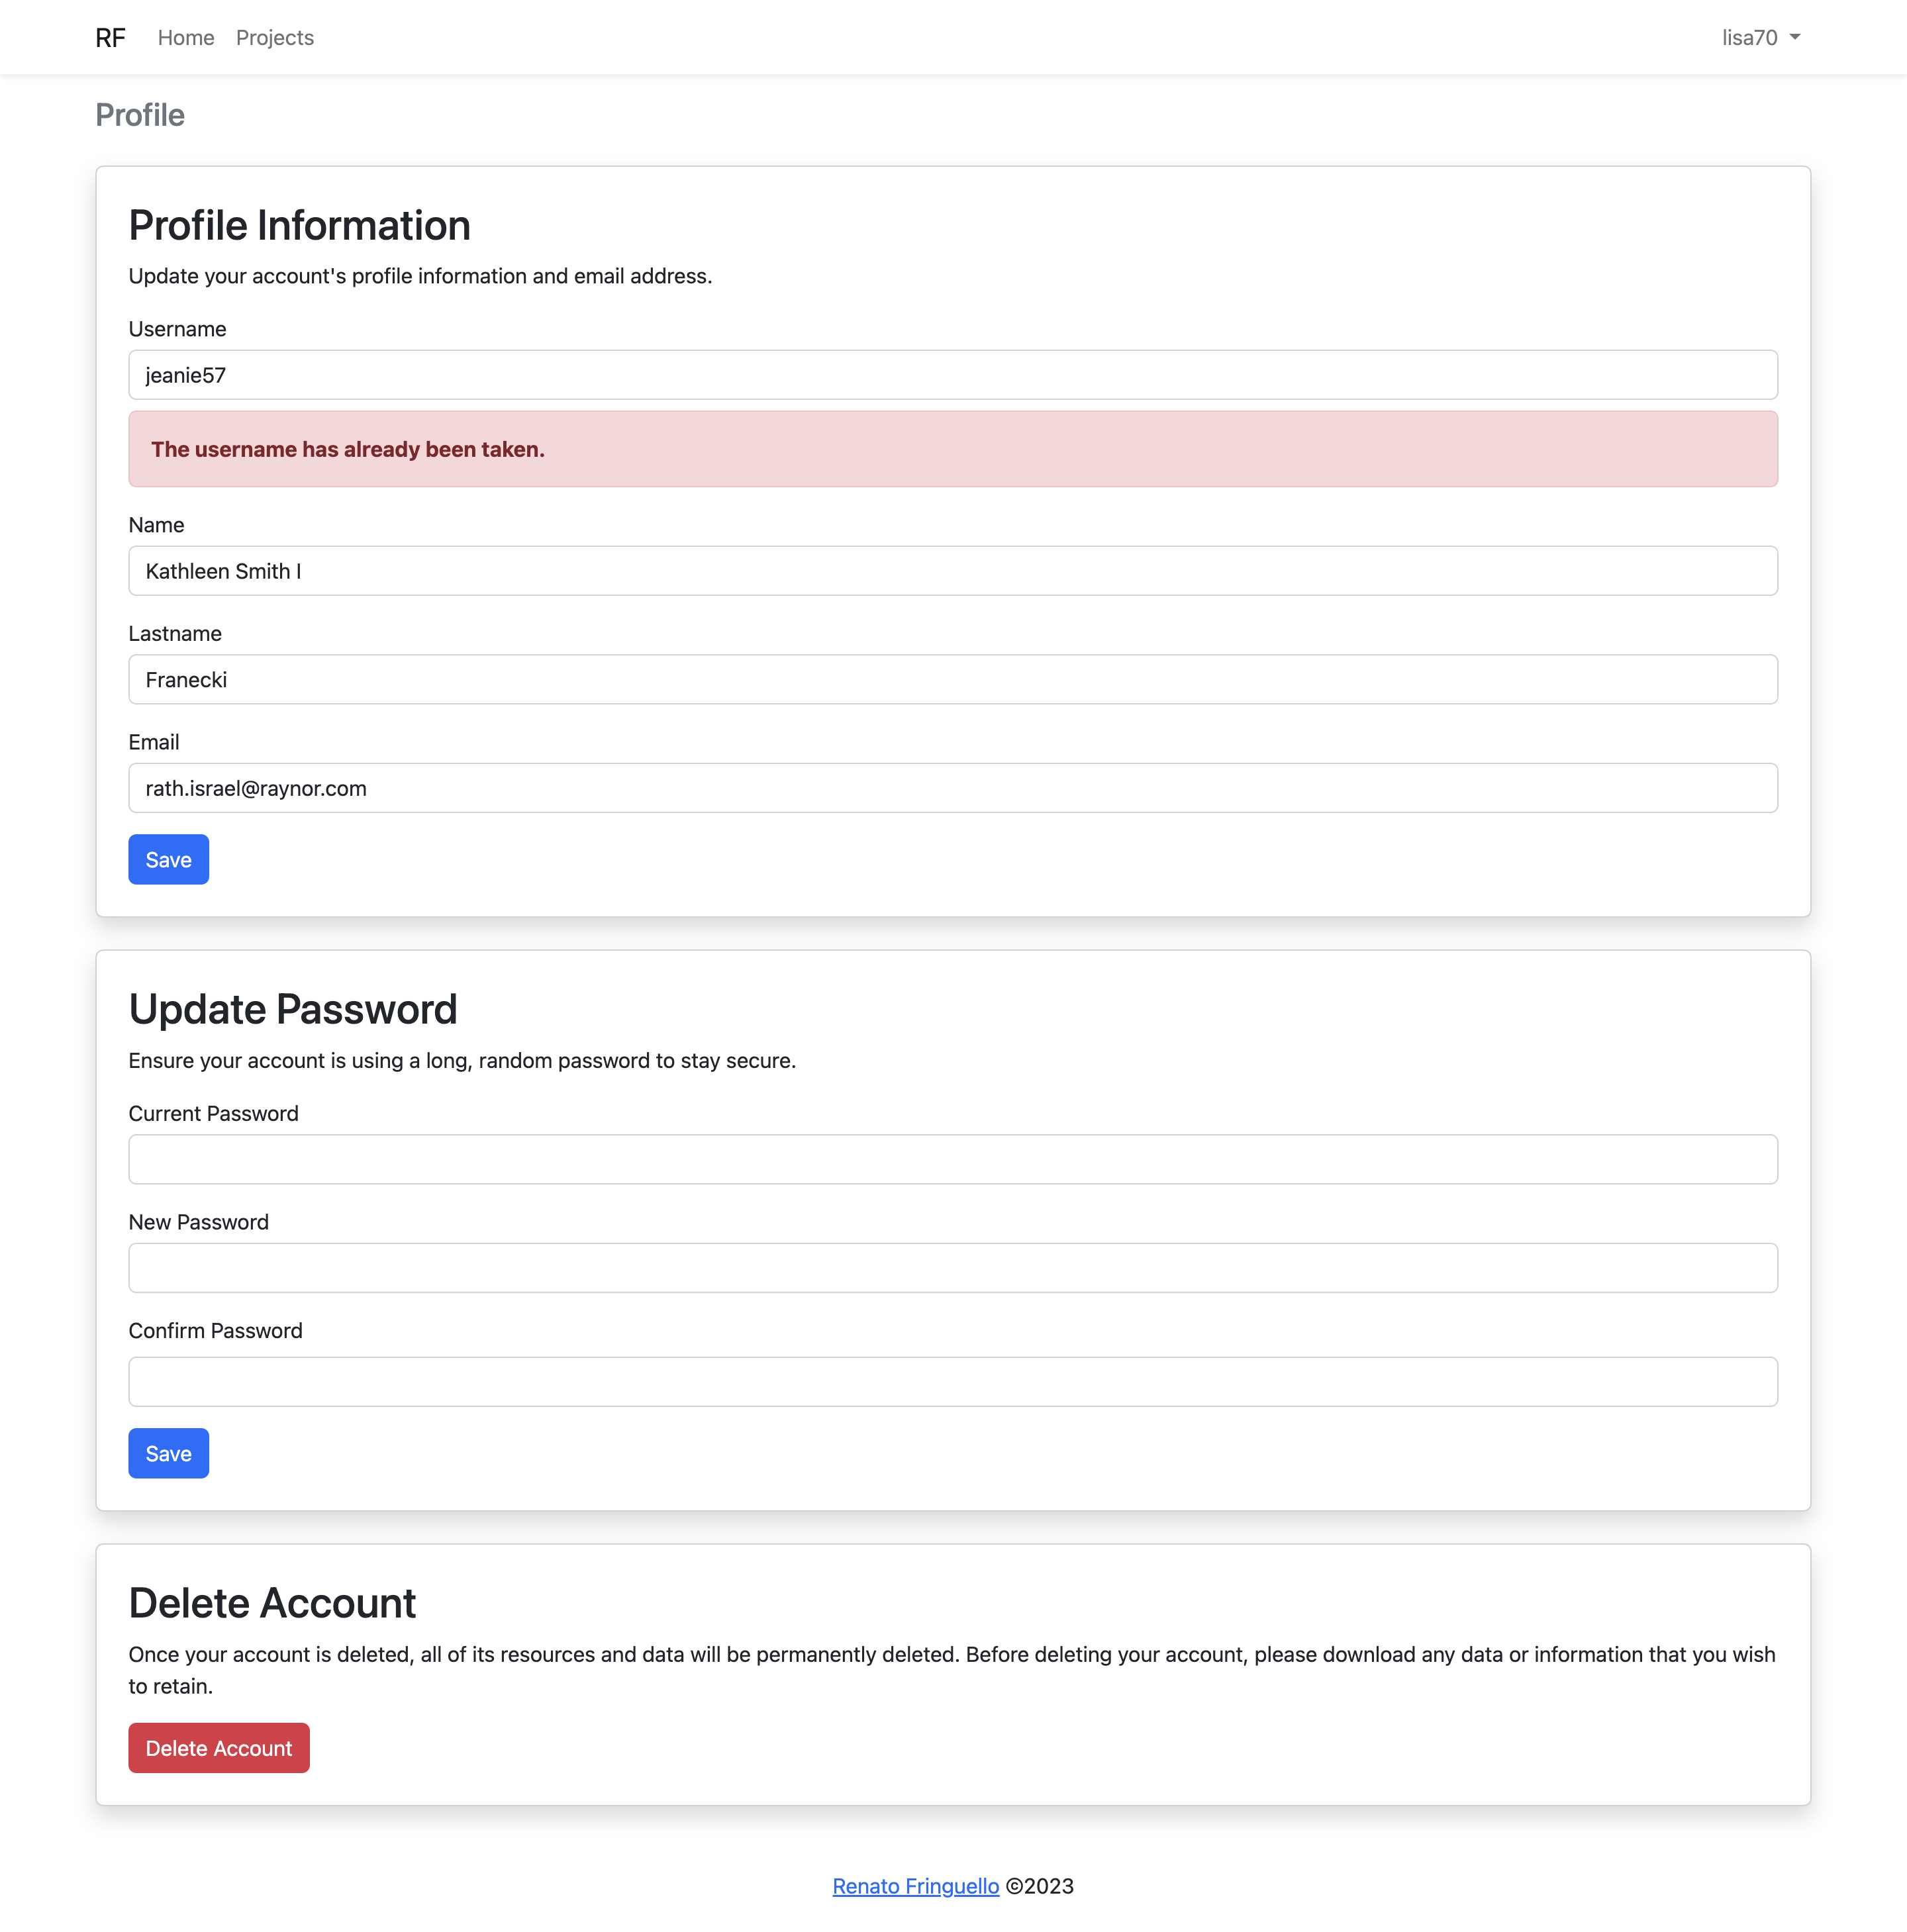 RF Home Projects lisa70
Profile
Profile Information
Update your account's profile information and email address.
Username
jeanie57
The username has already been taken.
Name
Kathleen Smith I
Lastname
Franecki
Email
rath.israel@raynor.com
Save
Update Password
Ensure your account is using a long, random password to stay secure.
Current Password
New Password
Confirm Password
Save
Delete Account
Once your account is deleted, all of its resources and data will be permanently deleted. Before deleting your account, please download any data or information that you wish
to retain.
Delete Account
Renato Fringuello ©2023